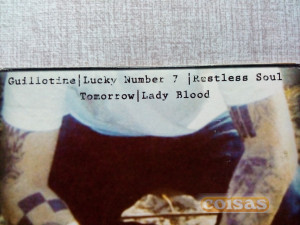 Guillotine|Lucky Number 7 |Restless Soul
Tomorrow|Lady Blood
coisas